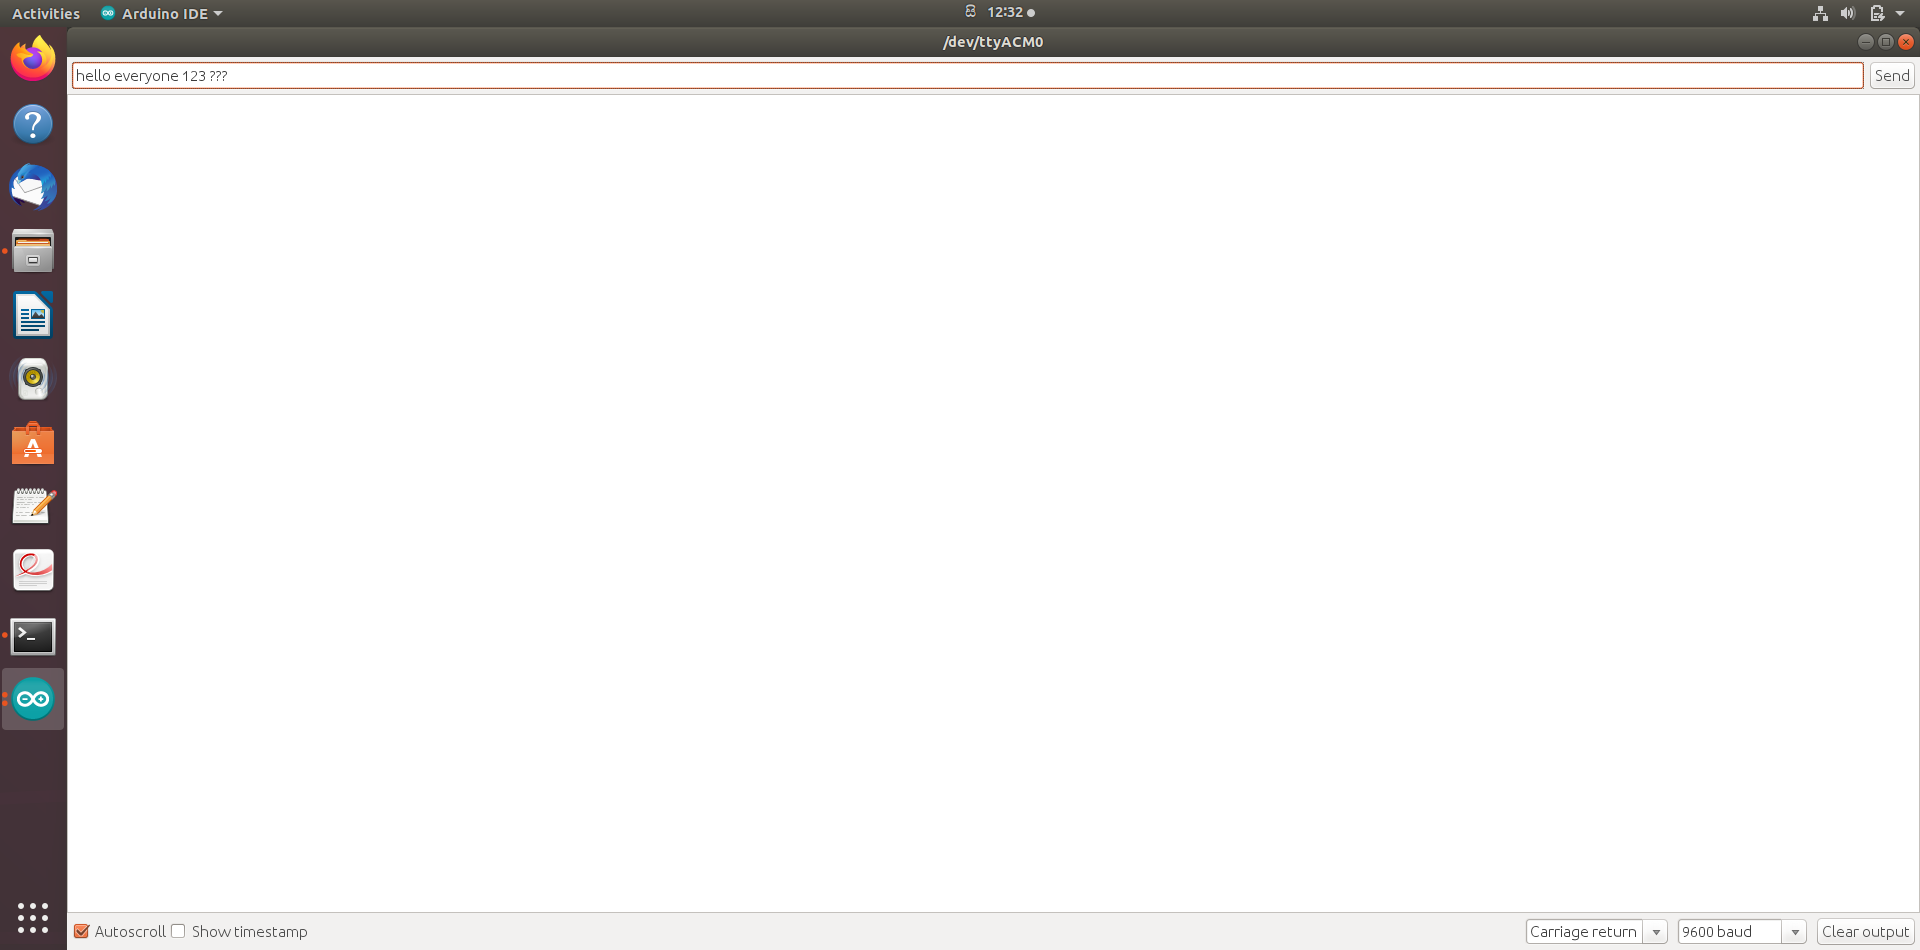 Activities
Arduino IDE
සි 12:32
/dev/ttyACM0
hello everyone 123 ???
Send
Autoscroll
Show timestamp
Carriage return
9600 baud
Clear output